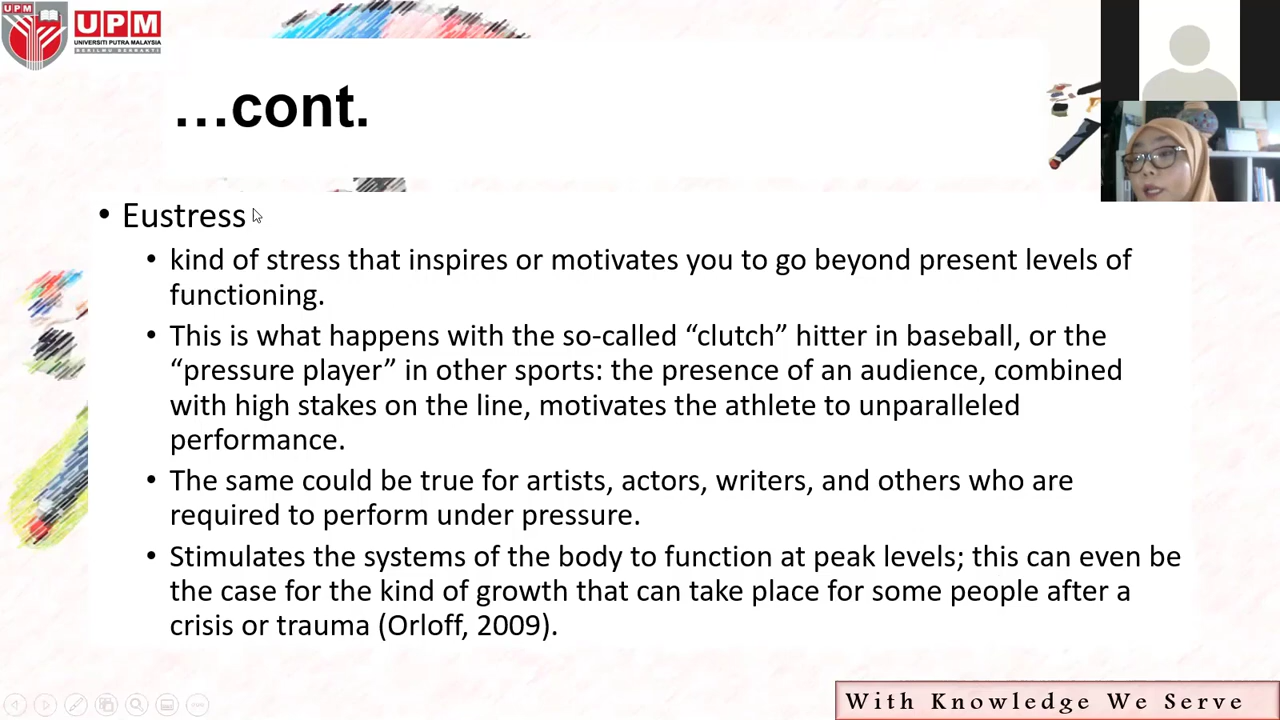 UPM
UPM
UNIVERSITI PUTRA MALAYSIA
BERILMU BERBAKTI
…cont.
• Eustress
• kind of stress that inspires or motivates you to go beyond present levels of
functioning.
• This is what happens with the so-called “clutch” hitter in baseball, or the
“pressure player” in other sports: the presence of an audience, combined
with high stakes on the line, motivates the athlete to unparalleled
performance.
• The same could be true for artists, actors, writers, and others who are
required to perform under pressure.
• Stimulates the systems of the body to function at peak levels; this can even be
the case for the kind of growth that can take place for some people after a
crisis or trauma (Orloff, 2009).
With Knowledge We Serve